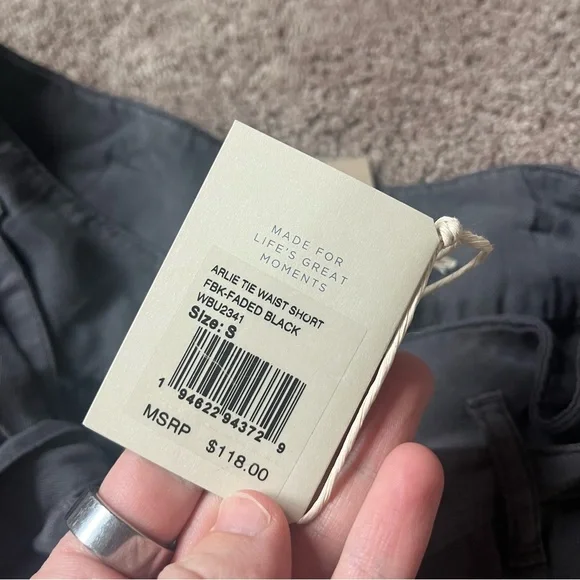 MADE FOR
LIFE'S GREAT
MOMENTS
ARLIE TIE WAIST SHORT
FBK-FADED BLACK
WBU2341
Size: S
1 94622 94372 9
MSRP $118.00